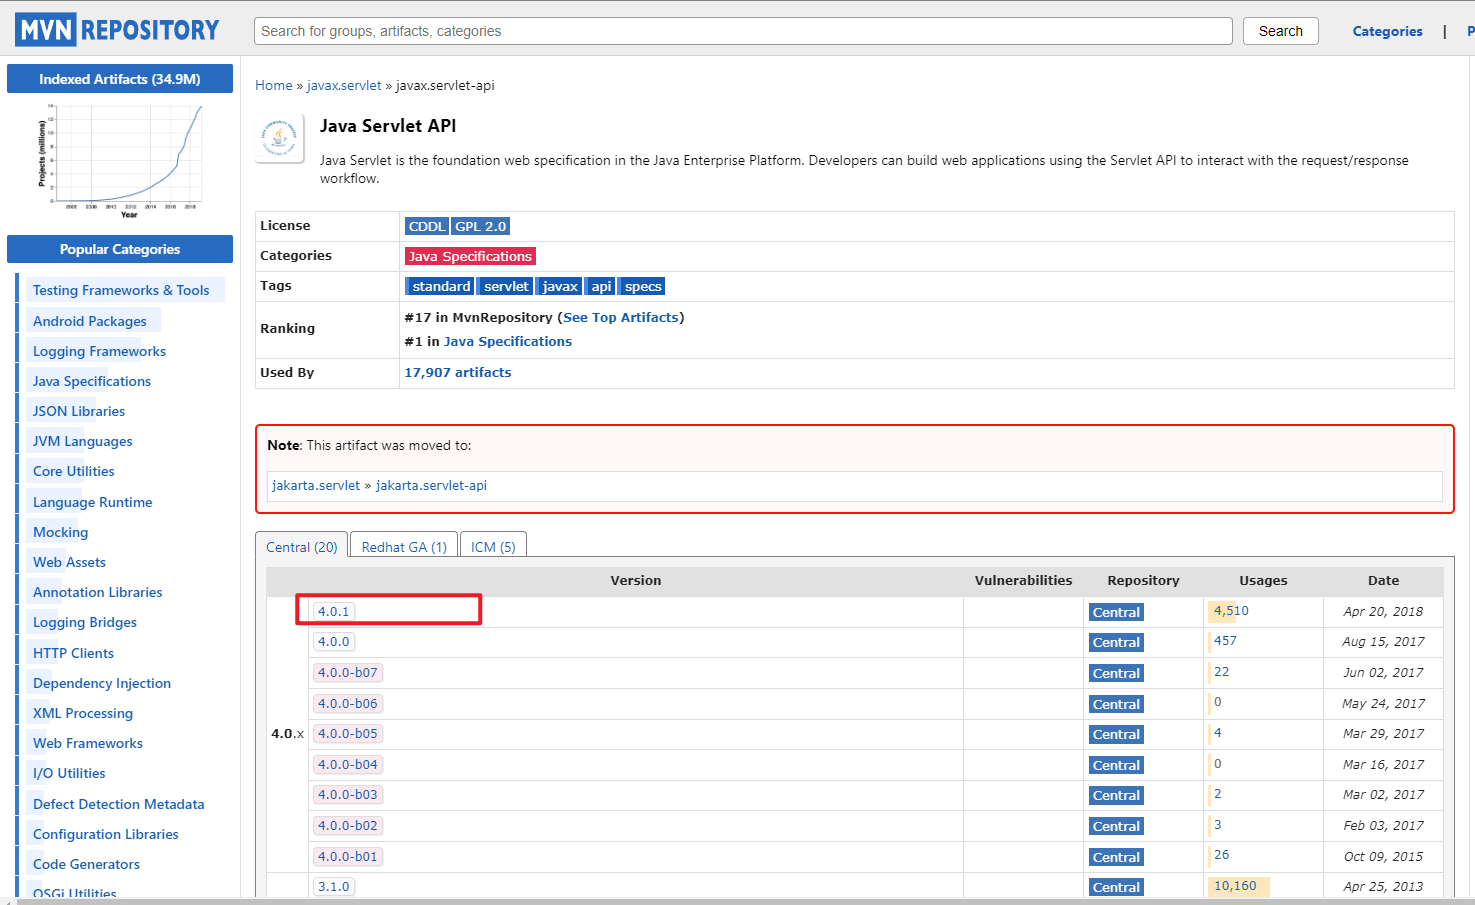 MVN REPOSITORY
Search for groups, artifacts, categories
Search
Categories | P
Indexed Artifacts (34.9M)
Projects (millions)
Year
Popular Categories
Testing Frameworks & Tools
Android Packages
Logging Frameworks
Java Specifications
JSON Libraries
JVM Languages
Core Utilities
Language Runtime
Mocking
Web Assets
Annotation Libraries
Logging Bridges
HTTP Clients
Dependency Injection
XML Processing
Web Frameworks
I/O Utilities
Defect Detection Metadata
Configuration Libraries
Code Generators
OSGi Utilities
Home » javax.servlet » javax.servlet-api
Java Servlet API
Java Servlet is the foundation web specification in the Java Enterprise Platform. Developers can build web applications using the Servlet API to interact with the request/response
workflow.
License CDDL GPL 2.0
Categories Java Specifications
Tags standard servlet javax api specs
Ranking
#17 in MvnRepository (See Top Artifacts)
#1 in Java Specifications
Used By 17,907 artifacts
Note: This artifact was moved to:
jakarta.servlet » jakarta.servlet-api
Central (20) Redhat GA (1) ICM (5)
Version Vulnerabilities Repository Usages Date
4.0.x
4.0.1 Central 4,510 Apr 20, 2018
4.0.0 Central 457 Aug 15, 2017
4.0.0-b07 Central 22 Jun 02, 2017
4.0.0-b06 Central 0 May 24, 2017
4.0.0-b05 Central 4 Mar 29, 2017
4.0.0-b04 Central 0 Mar 16, 2017
4.0.0-b03 Central 2 Mar 02, 2017
4.0.0-b02 Central 3 Feb 03, 2017
4.0.0-b01 Central 26 Oct 09, 2015
3.1.0 Central 10,160 Apr 25, 2013